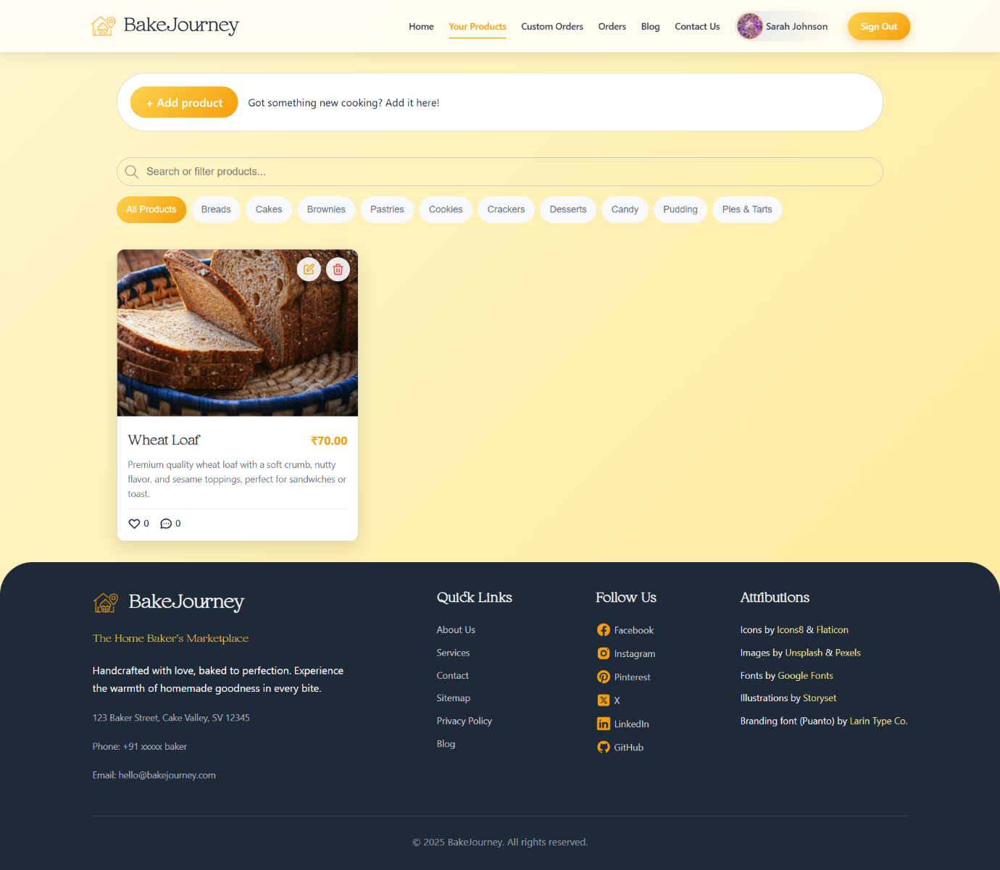 BakeJourney
Home
Your Products
Custom Orders
Orders
Blog
Contact Us
Sarah Johnson
Sign Out
+ Add product
Got something new cooking? Add it here!
Search or filter products...
All Products
Breads
Cakes
Brownies
Pastries
Cookies
Crackers
Desserts
Candy
Pudding
Pies & Tarts
Wheat Loaf
₹70.00
Premium quality wheat loaf with a soft crumb, nutty
flavor, and sesame toppings, perfect for sandwiches or
toast.
0
0
BakeJourney
The Home Baker's Marketplace
Handcrafted with love, baked to perfection. Experience
the warmth of homemade goodness in every bite.
123 Baker Street, Cake Valley, SV 12345
Phone: +91 xxxxx baker
Email: hello@bakejourney.com
Quick Links
About Us
Services
Contact
Sitemap
Privacy Policy
Blog
Follow Us
Facebook
Instagram
Pinterest
X
LinkedIn
GitHub
Attributions
Icons by Icons8 & Flaticon
Images by Unsplash & Pexels
Fonts by Google Fonts
Illustrations by Storyset
Branding font (Puanto) by Larin Type Co.
© 2025 BakeJourney. All rights reserved.